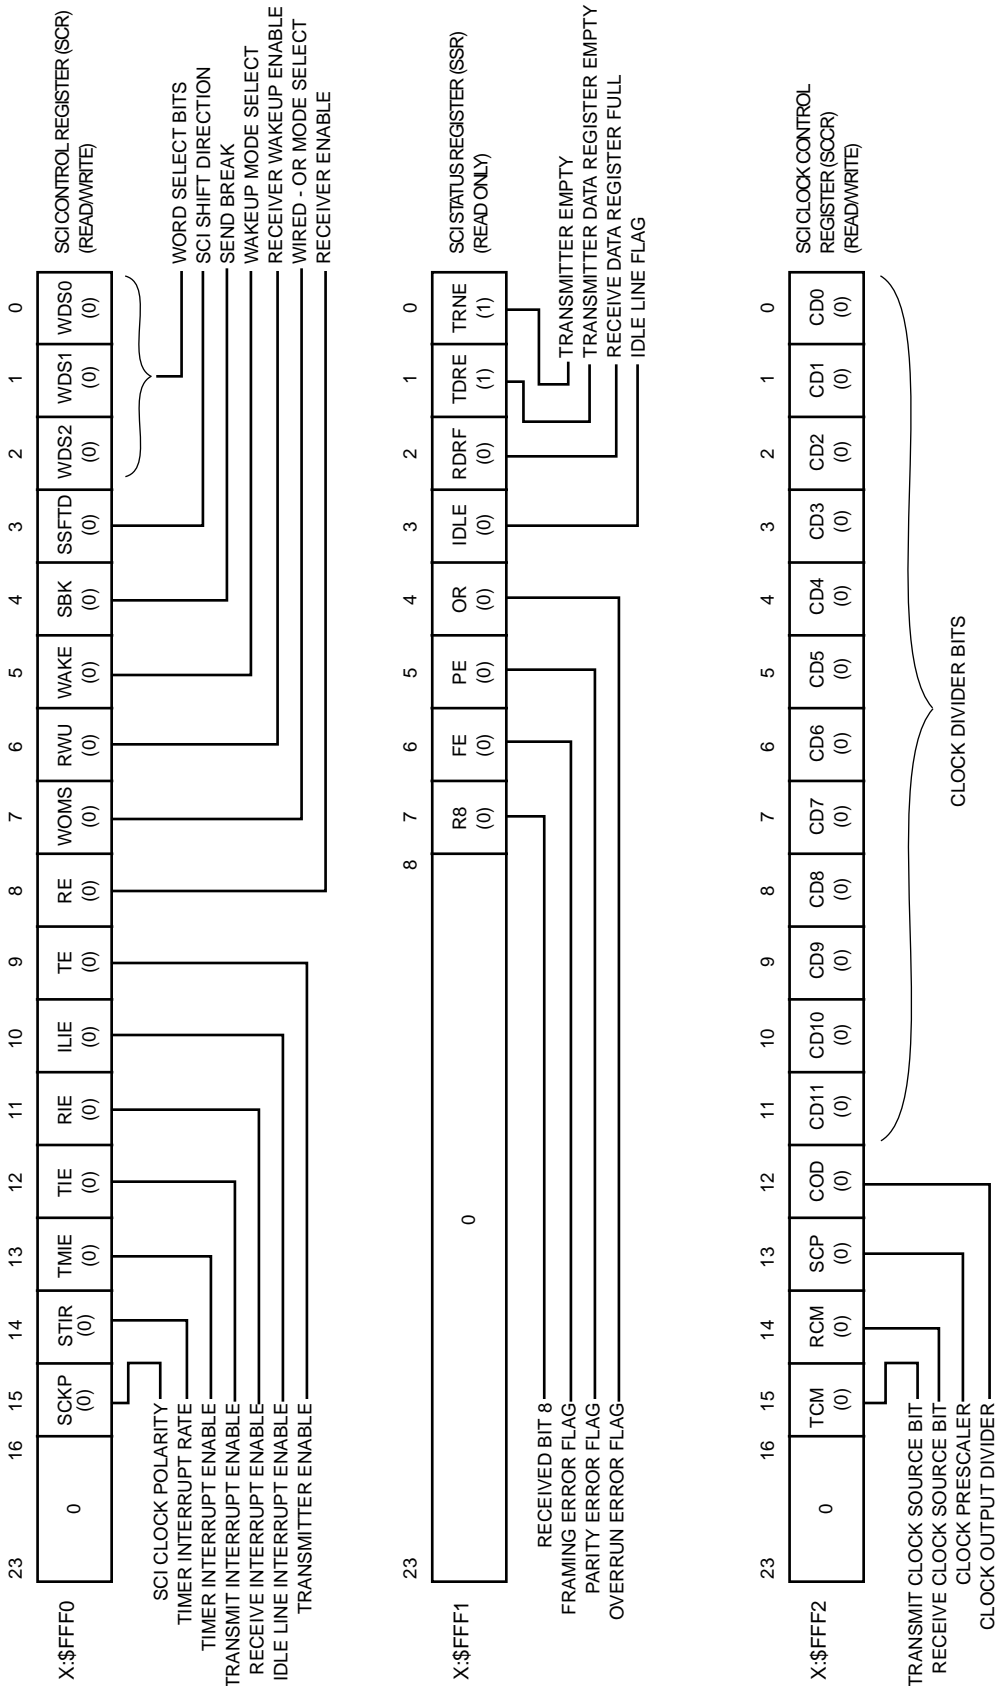 23 16 15 14 13 12 11 10 9 8 7 6 5 4 3 2 1 0
X:$FFF0
0
SCKP
(0)
STIR
(0)
TMIE
(0)
TIE
(0)
RIE
(0)
ILIE
(0)
TE
(0)
RE
(0)
WOMS
(0)
RWU
(0)
WAKE
(0)
SBK
(0)
SSFTD
(0)
WDS2
(0)
WDS1
(0)
WDS0
(0)
SCI CONTROL REGISTER (SCR)
(READ/WRITE)
SCI CLOCK POLARITY
TIMER INTERRUPT RATE
TIMER INTERRUPT ENABLE
TRANSMIT INTERRUPT ENABLE
RECEIVE INTERRUPT ENABLE
IDLE LINE INTERRUPT ENABLE
TRANSMITTER ENABLE
WORD SELECT BITS
SCI SHIFT DIRECTION
SEND BREAK
WAKEUP MODE SELECT
RECEIVER WAKEUP ENABLE
WIRED - OR MODE SELECT
RECEIVER ENABLE
23 8 7 6 5 4 3 2 1 0
X:$FFF1
0
R8
(0)
FE
(0)
PE
(0)
OR
(0)
IDLE
(0)
RDRF
(0)
TDRE
(1)
TRNE
(1)
SCI STATUS REGISTER (SSR)
(READ ONLY)
RECEIVED BIT 8
FRAMING ERROR FLAG
PARITY ERROR FLAG
OVERRUN ERROR FLAG
TRANSMITTER EMPTY
TRANSMITTER DATA REGISTER EMPTY
RECEIVE DATA REGISTER FULL
IDLE LINE FLAG
23 16 15 14 13 12 11 10 9 8 7 6 5 4 3 2 1 0
X:$FFF2
0
TCM
(0)
RCM
(0)
SCP
(0)
COD
(0)
CD11
(0)
CD10
(0)
CD9
(0)
CD8
(0)
CD7
(0)
CD6
(0)
CD5
(0)
CD4
(0)
CD3
(0)
CD2
(0)
CD1
(0)
CD0
(0)
SCI CLOCK CONTROL
REGISTER (SCCR)
(READ/WRITE)
TRANSMIT CLOCK SOURCE BIT
RECEIVE CLOCK SOURCE BIT
CLOCK PRESCALER
CLOCK OUTPUT DIVIDER
CLOCK DIVIDER BITS